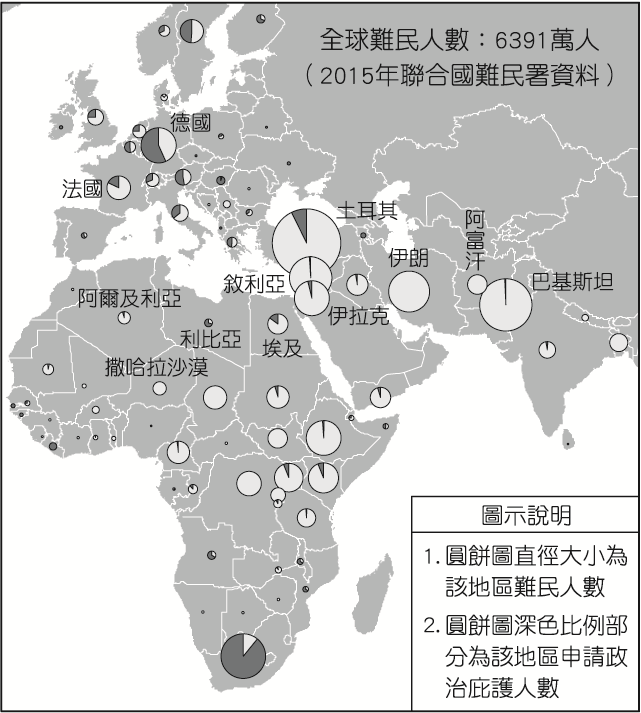 全球難民人數：6391萬人
（2015年聯合國難民署資料）
德國
法國
土耳其
阿富汗
伊朗
敘利亞
巴基斯坦
阿爾及利亞
伊拉克
利比亞
埃及
撒哈拉沙漠
圖示說明
1. 圓餅圖直徑大小為
該地區難民人數
2. 圓餅圖深色比例部
分為該地區申請政
治庇護人數